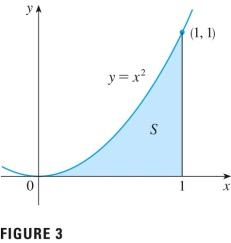 y
(1, 1)
y = x²
S
0
1
x
FIGURE 3